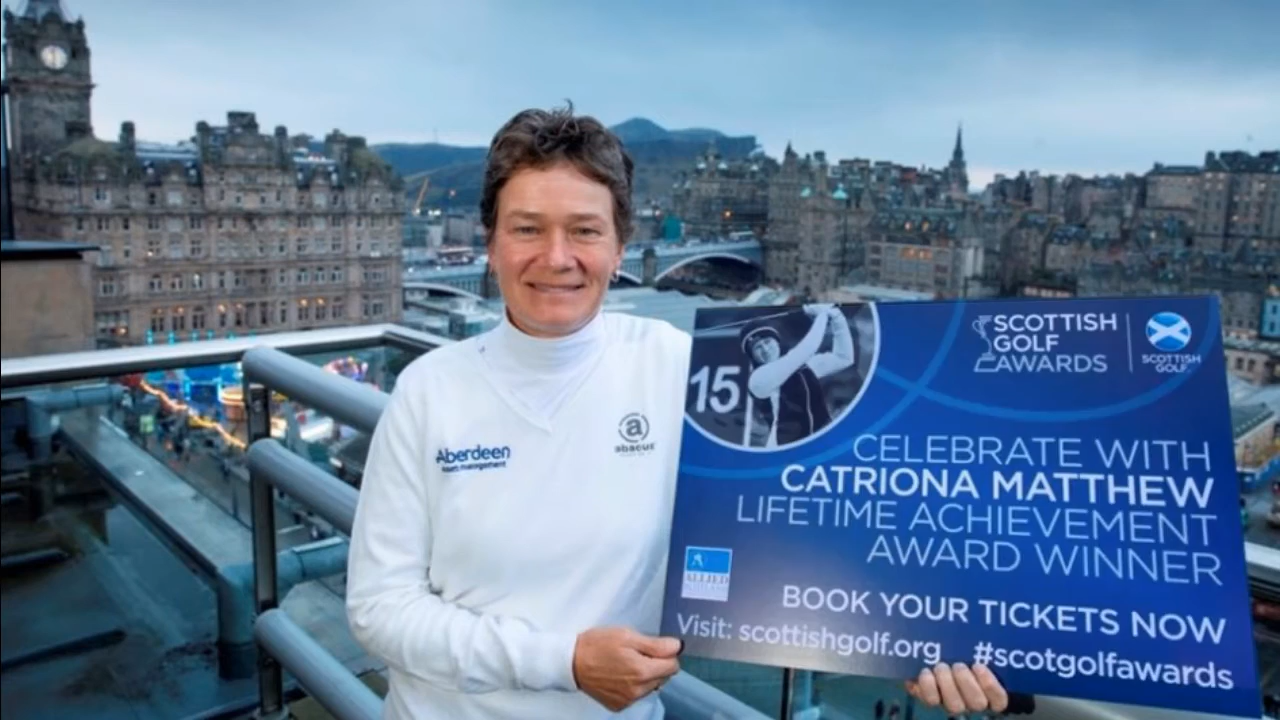 15
SCOTTISH
GOLF
AWARDS
SCOTTISH
GOLF
CELEBRATE WITH
CATRIONA MATTHEW
LIFETIME ACHIEVEMENT
AWARD WINNER
ALLIED
BOOK YOUR TICKETS NOW
Visit: scottishgolf.org #scotgolfawards
Aberdeen
a
abacus